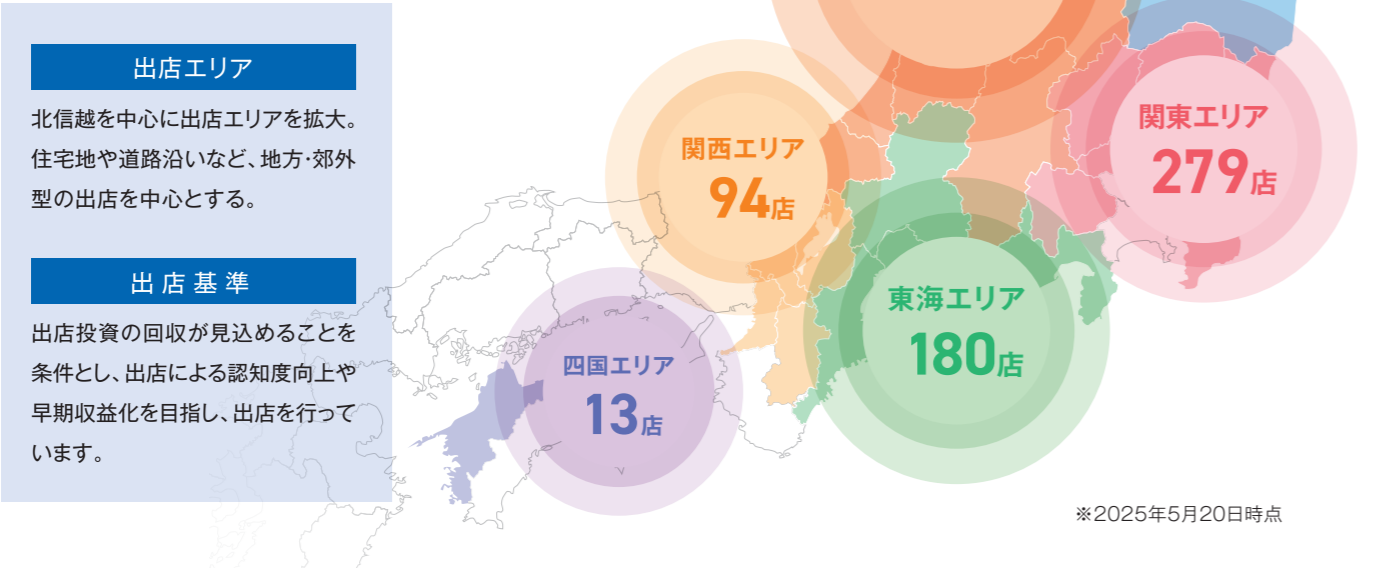 出店エリア
北信越を中心に出店エリアを拡大。
住宅地や道路沿いなど、地方・郊外
型の出店を中心とする。
出店基準
出店投資の回収が見込めることを
条件とし、出店による認知度向上や
早期収益化を目指し、出店を行って
います。
関西エリア
94店
関東エリア
279店
東海エリア
180店
四国エリア
13店
※2025年5月20日時点